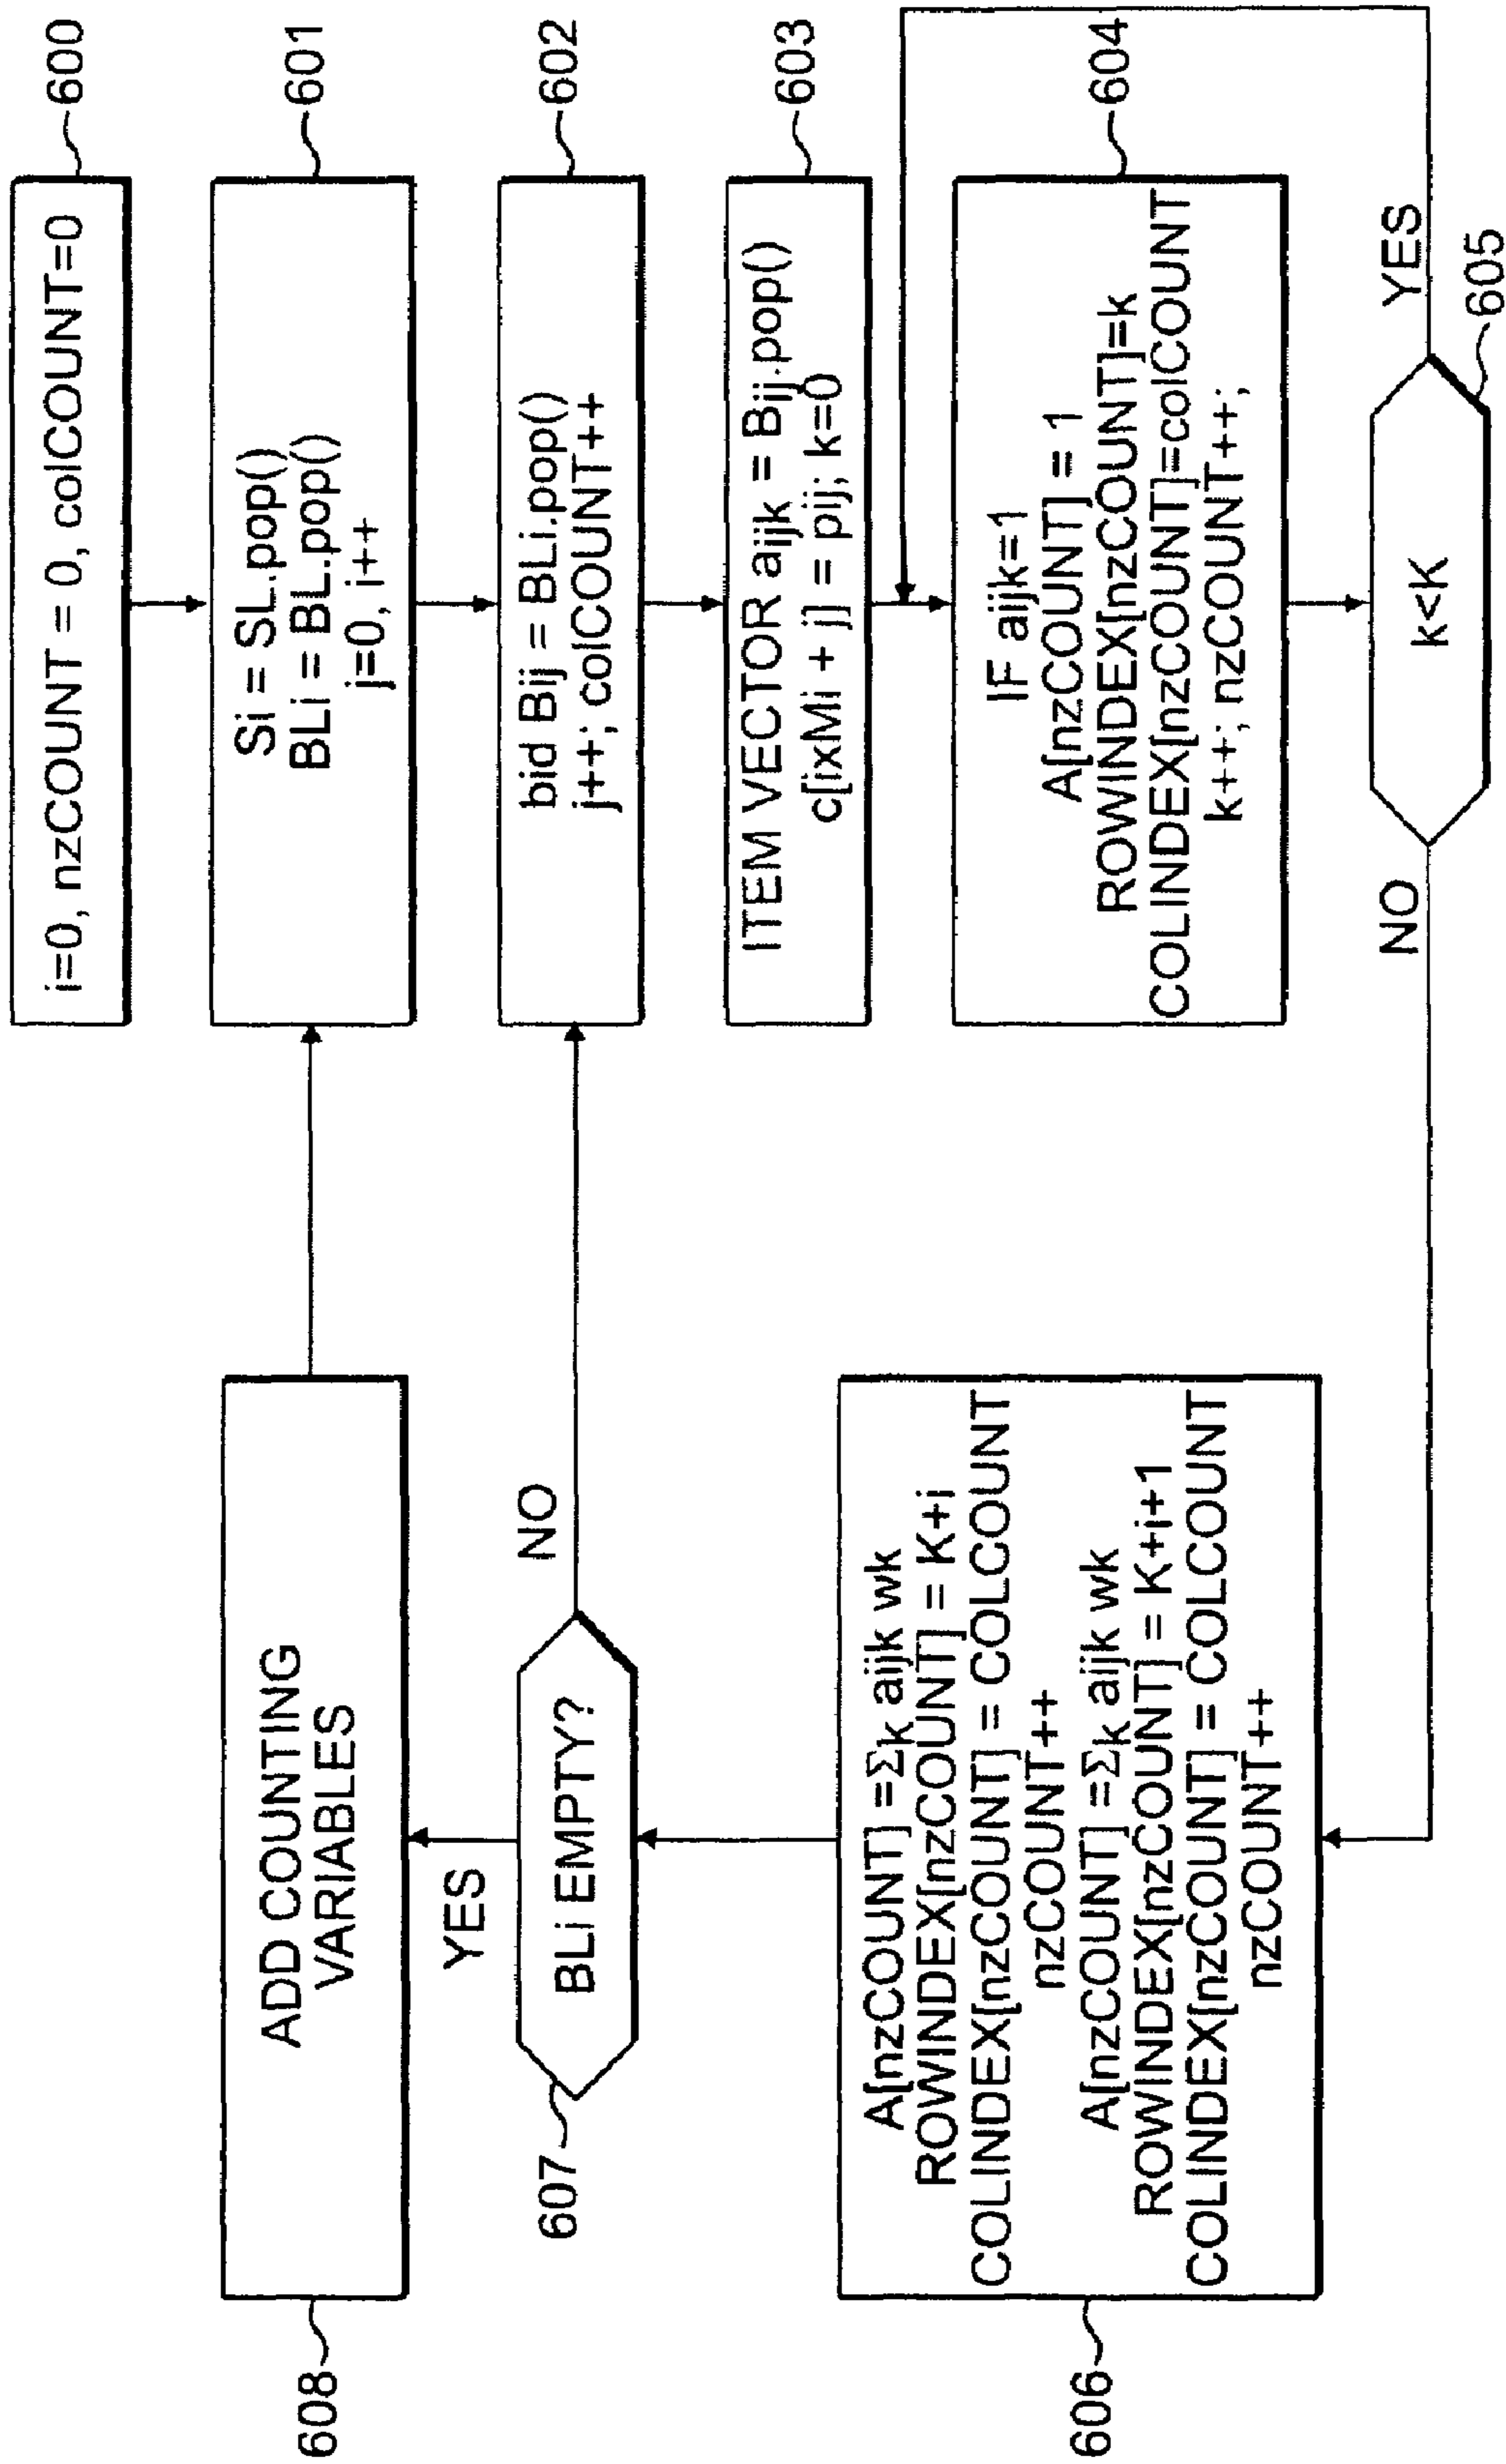 i=0, nzCOUNT = 0, colCOUNT=0
600
Si = SL.pop()
BLi = BL.pop()
j=0, i++
601
bid Bij = BLi.pop()
j++; colCOUNT++
602
ITEM VECTOR aijk = Bij.pop()
c[ixMi + j] = pij; k=0
603
IF aijk=1
A[nzCOUNT] = 1
ROWINDEX[nzCOUNT]=k
COLINDEX[nzCOUNT]=colCOUNT
k++; nzCOUNT++;
604
k<K
YES
605
NO
A[nzCOUNT] =Σk aijk wk
ROWINDEX[nzCOUNT] = K+i
COLINDEX[nzCOUNT] = COLCOUNT
nzCOUNT++
A[nzCOUNT] =Σk aijk wk
ROWINDEX[nzCOUNT] = K+i+1
COLINDEX[nzCOUNT] = COLCOUNT
nzCOUNT++
606
BLi EMPTY?
607
NO
YES
ADD COUNTING
VARIABLES
608